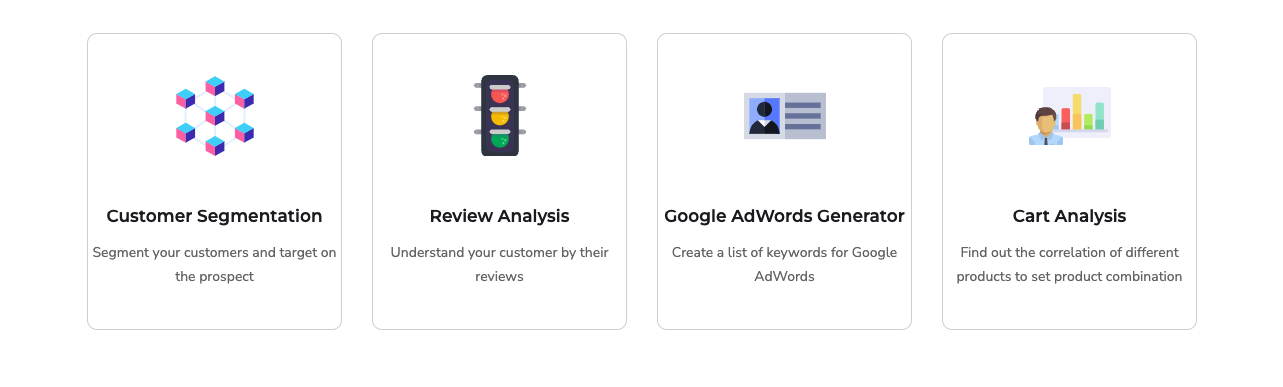 Customer Segmentation
Segment your customers and target on
the prospect
Review Analysis
Understand your customer by their
reviews
Google AdWords Generator
Create a list of keywords for Google
AdWords
Cart Analysis
Find out the correlation of different
products to set product combination